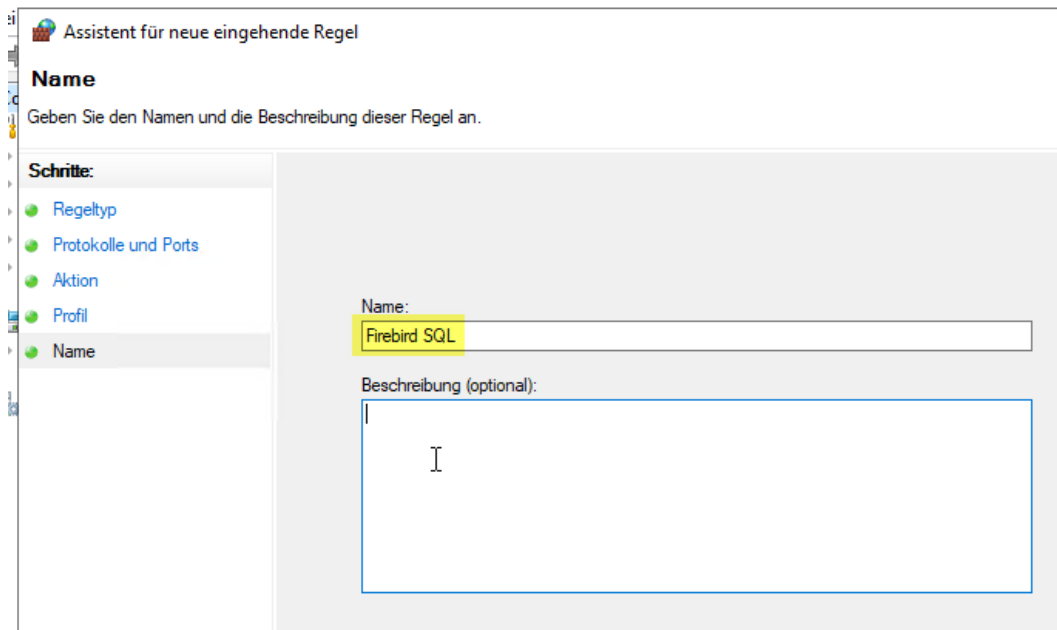 Assistent für neue eingehende Regel
Name
Geben Sie den Namen und die Beschreibung dieser Regel an.
Schritte:
Regeltyp
Protokolle und Ports
Aktion
Profil
Name
Name:
Firebird SQL
Beschreibung (optional):